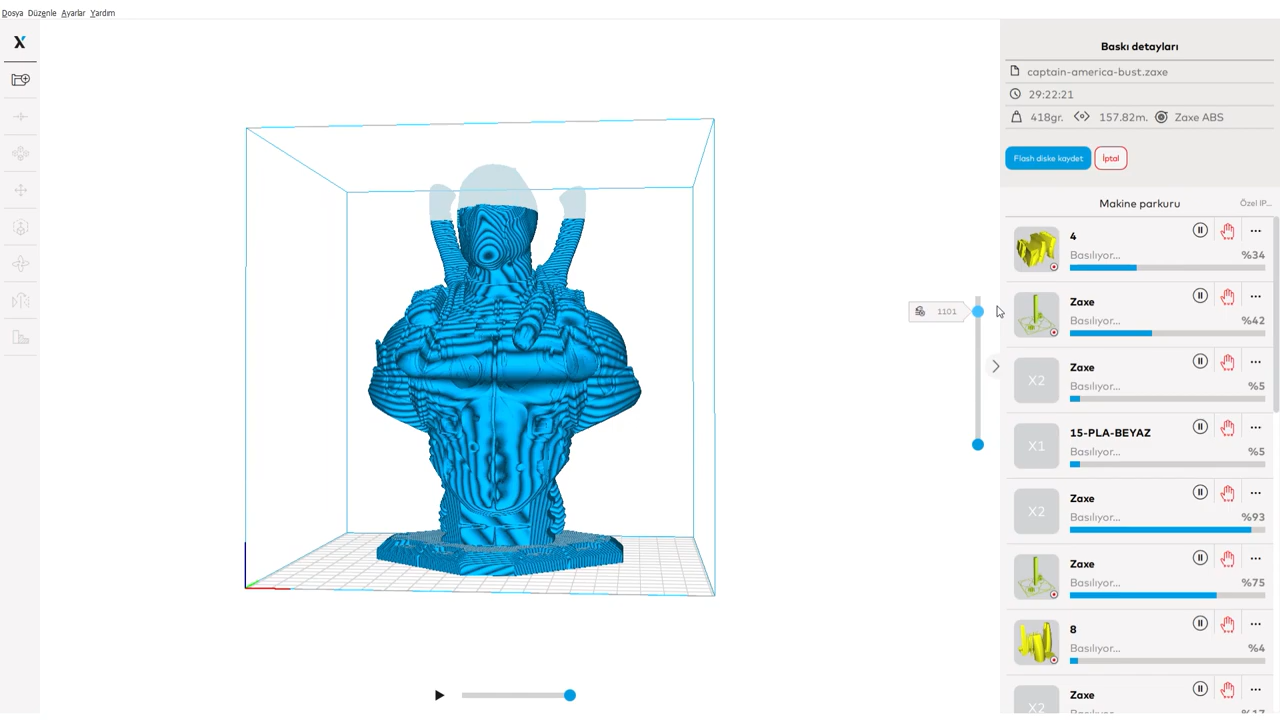 Dosya Düzenle Ayarlar Yardım
X
Baskı detayları
captain-america-bust.zaxe
29:22:21
418gr. 157.82m. Zaxe ABS
Flash diske kaydet İptal
Makine parkuru Özel IP...
4
Basılıyor... %34
Zaxe
Basılıyor... %42
1101
X2
Zaxe
Basılıyor... %5
X1
15-PLA-BEYAZ
Basılıyor... %5
X2
Zaxe
Basılıyor... %93
Zaxe
Basılıyor... %75
8
Basılıyor... %4
X2
Zaxe
Basılıyor... %17